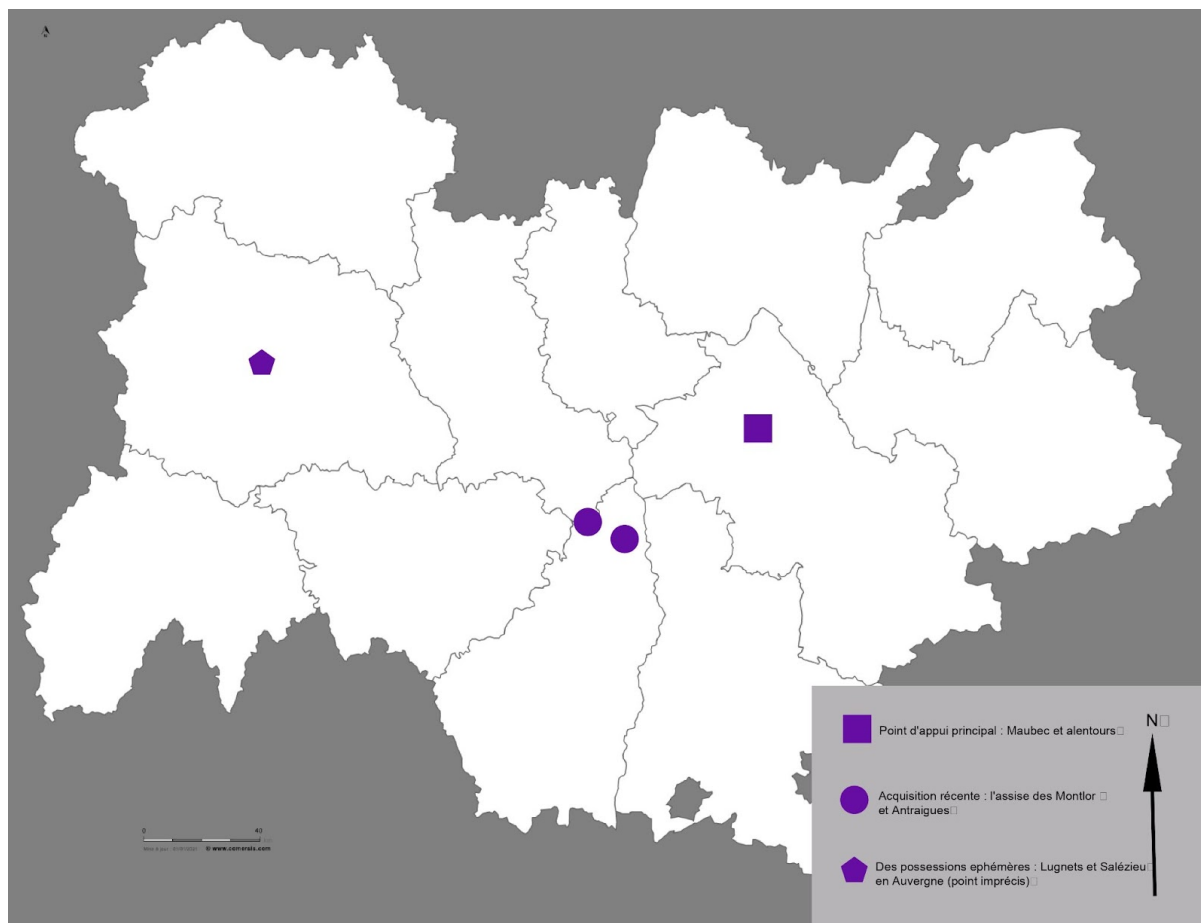 N
Point d'appui principal : Maubec et alentours
Acquisition récente : l'assise des Montlor
et Antraigues
Des possessions ephémères : Lugnets et Salézieu
en Auvergne (point imprécis)
0 40
© www.comersis.com